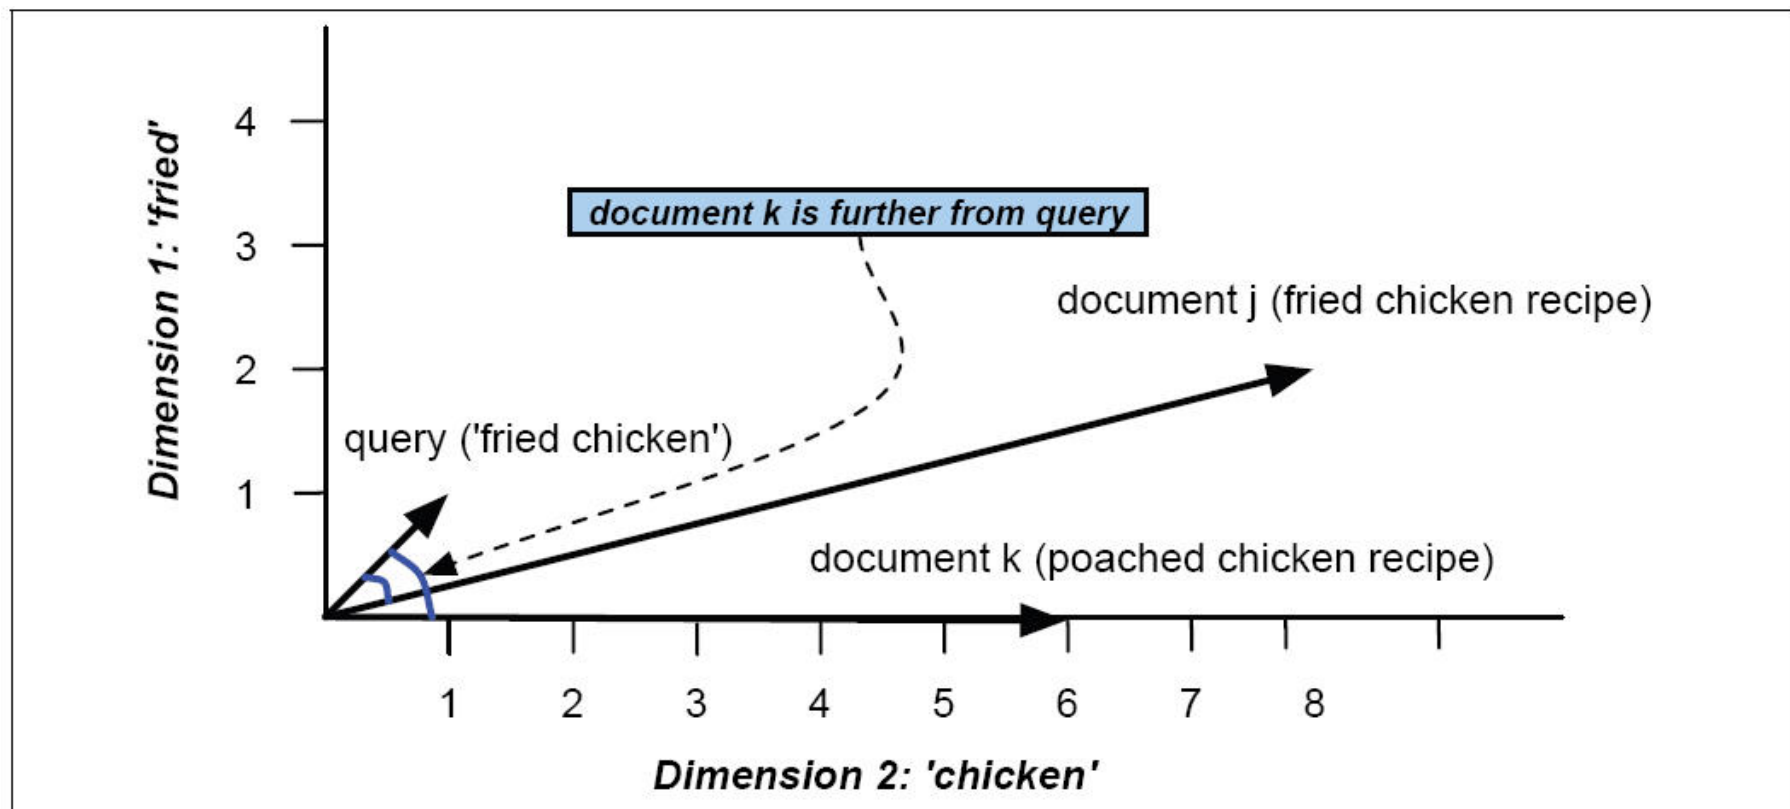 Dimension 1: 'fried'
4
3
2
1
document k is further from query
document j (fried chicken recipe)
query ('fried chicken')
document k (poached chicken recipe)
1 2 3 4 5 6 7 8
Dimension 2: 'chicken'